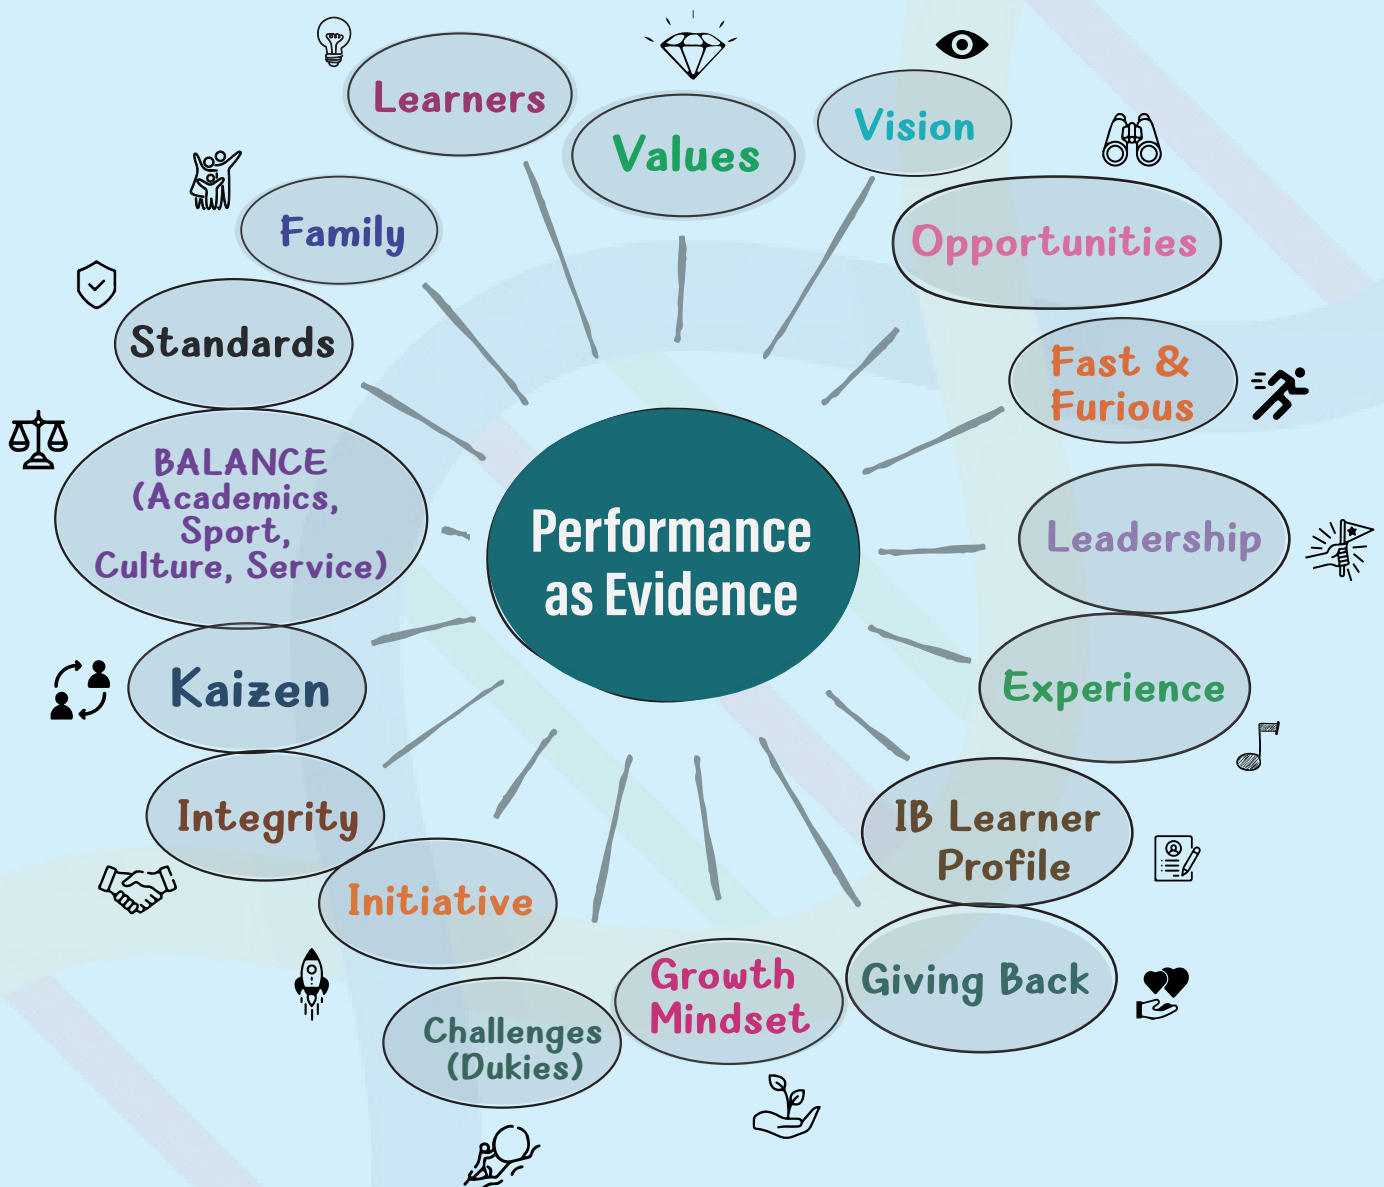 Learners
Values
Vision
Opportunities
Family
Standards
Fast &
Furious
BALANCE
(Academics,
Sport,
Culture, Service)
Performance
as Evidence
Leadership
Kaizen
Experience
Integrity
IB Learner
Profile
Initiative
Giving Back
Growth
Mindset
Challenges
(Dukies)